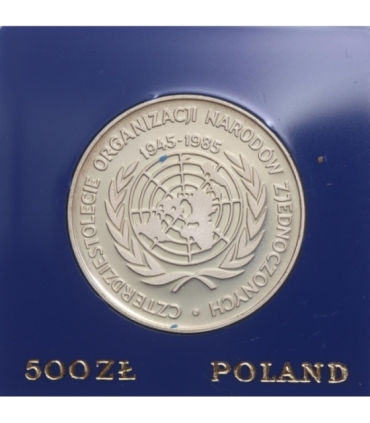 CZTERDZIESTOLECIE ORGANIZACJI NARODÓW ZJEDNOCZONYCH
1945-1985
500 ZŁ POLAND